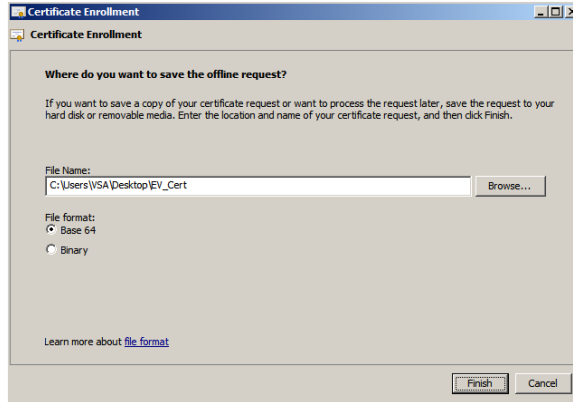 Certificate Enrollment
Certificate Enrollment
Where do you want to save the offline request?
If you want to save a copy of your certificate request or want to process the request later, save the request to your
hard disk or removable media. Enter the location and name of your certificate request, and then click Finish.
File Name:
C:\Users\VSA\Desktop\EV_Cert
Browse...
File format:
Base 64
Binary
Learn more about file format
Finish
Cancel